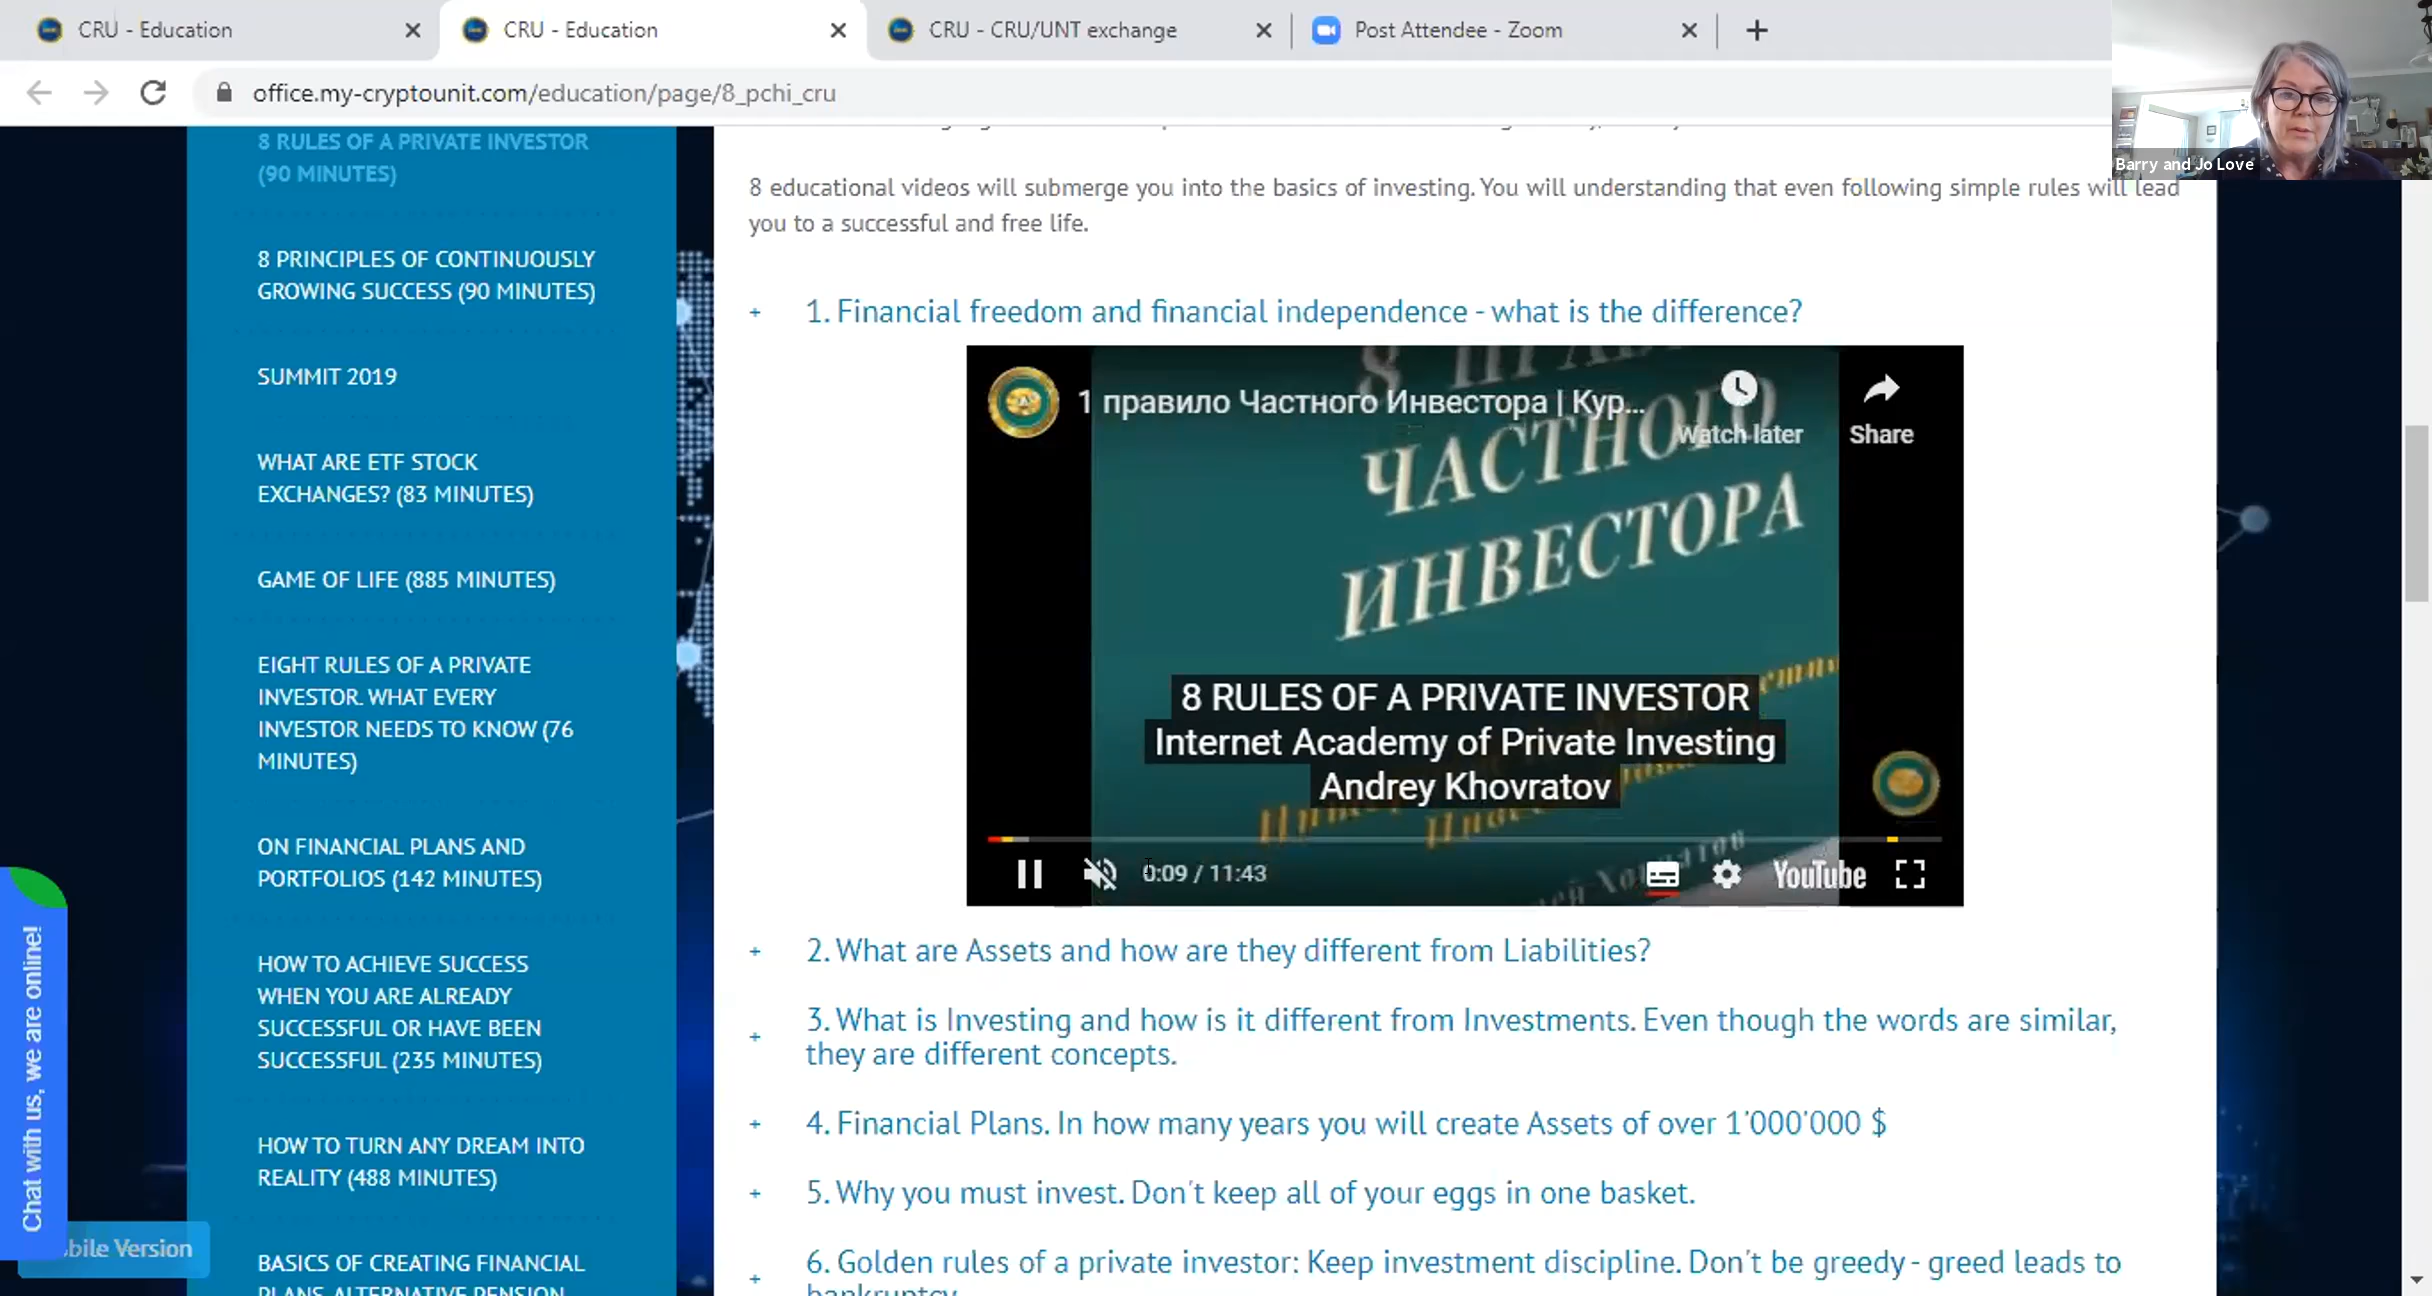 CRU - Education
CRU - Education
CRU - CRU/UNT exchange
Post Attendee - Zoom
office.my-cryptounit.com/education/page/8_pchi_cru
Barry and Jo Love
8 RULES OF A PRIVATE INVESTOR
(90 MINUTES)
8 PRINCIPLES OF CONTINUOUSLY
GROWING SUCCESS (90 MINUTES)
SUMMIT 2019
WHAT ARE ETF STOCK
EXCHANGES? (83 MINUTES)
GAME OF LIFE (885 MINUTES)
EIGHT RULES OF A PRIVATE
INVESTOR. WHAT EVERY
INVESTOR NEEDS TO KNOW (76
MINUTES)
ON FINANCIAL PLANS AND
PORTFOLIOS (142 MINUTES)
HOW TO ACHIEVE SUCCESS
WHEN YOU ARE ALREADY
SUCCESSFUL OR HAVE BEEN
SUCCESSFUL (235 MINUTES)
HOW TO TURN ANY DREAM INTO
REALITY (488 MINUTES)
BASICS OF CREATING FINANCIAL
PLANS. ALTERNATIVE PENSION
Chat with us, we are online!
bile Version
8 educational videos will submerge you into the basics of investing. You will understanding that even following simple rules will lead
you to a successful and free life.
+ 1. Financial freedom and financial independence - what is the difference?
1 правило Частного Инвестора | Кур...
Watch later
Share
8 ПРАВ
ЧАСТНОГО
ИНВЕСТОРА
8 RULES OF A PRIVATE INVESTOR
Internet Academy of Private Investing
Andrey Khovratov
0:09 / 11:43
YouTube
+ 2. What are Assets and how are they different from Liabilities?
+ 3. What is Investing and how is it different from Investments. Even though the words are similar,
they are different concepts.
+ 4. Financial Plans. In how many years you will create Assets of over 1'000'000 $
+ 5. Why you must invest. Don't keep all of your eggs in one basket.
+ 6. Golden rules of a private investor: Keep investment discipline. Don't be greedy - greed leads to
bankruptcy